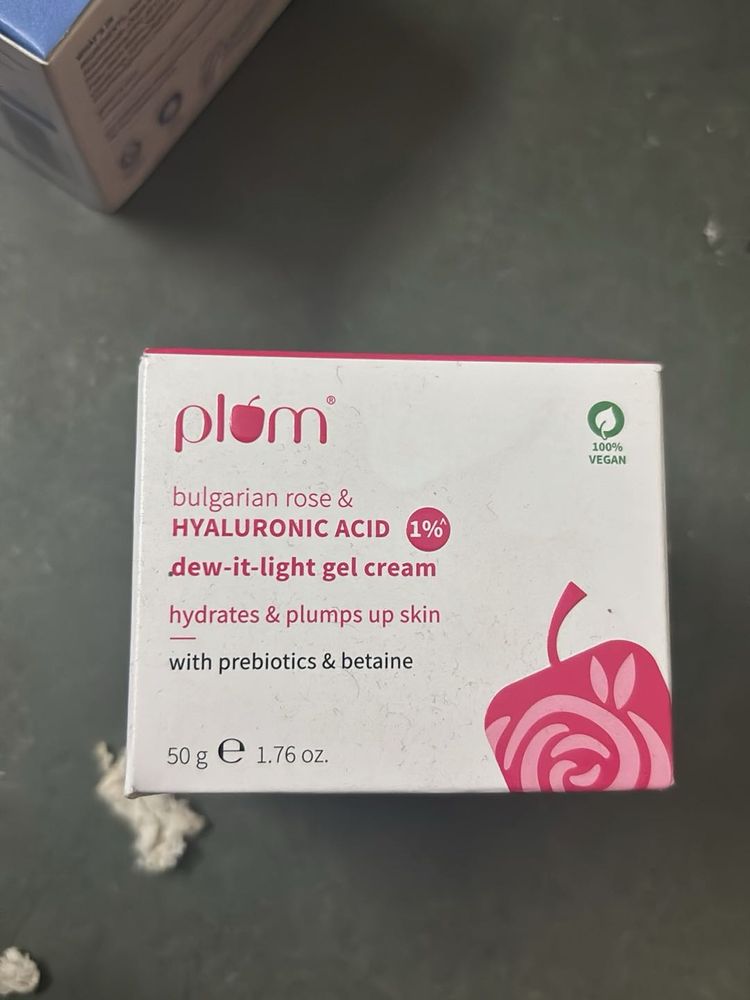 plum®
100%
VEGAN
bulgarian rose &
HYALURONIC ACID 1%^
dew-it-light gel cream
hydrates & plumps up skin
with prebiotics & betaine
50 g ℮ 1.76 oz.